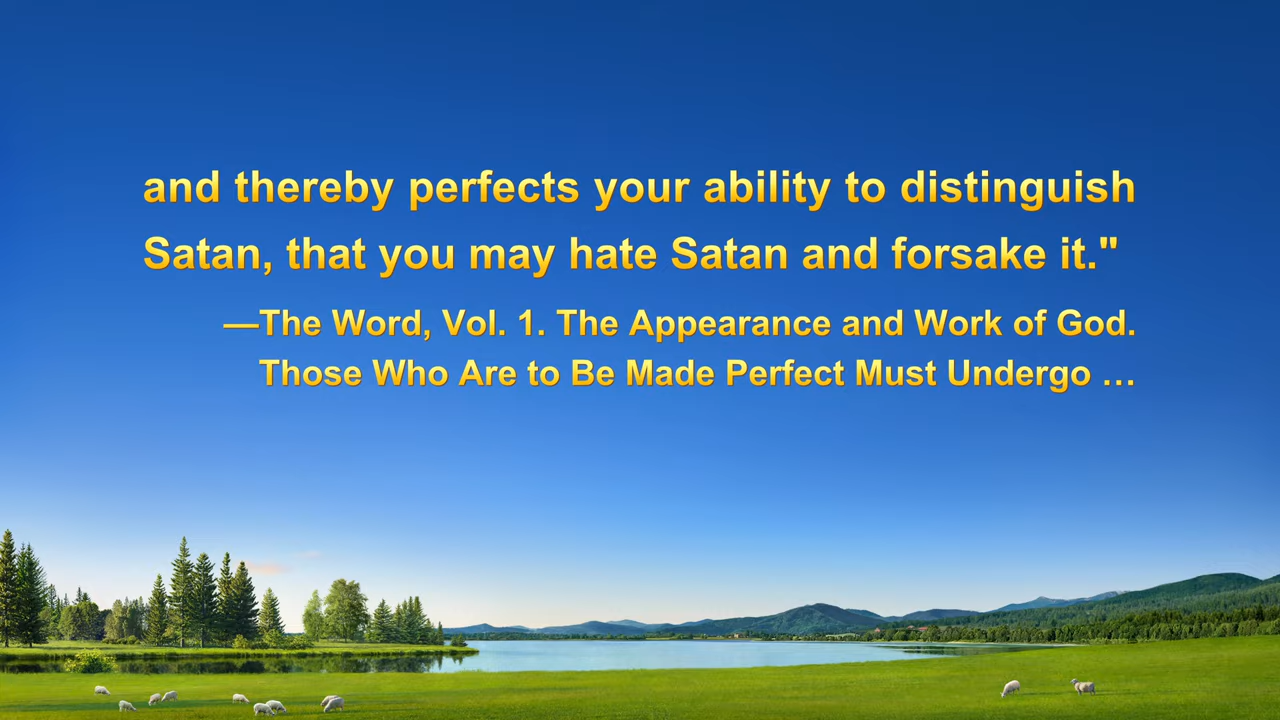 and thereby perfects your ability to distinguish
Satan, that you may hate Satan and forsake it."
—The Word, Vol. 1. The Appearance and Work of God.
Those Who Are to Be Made Perfect Must Undergo …